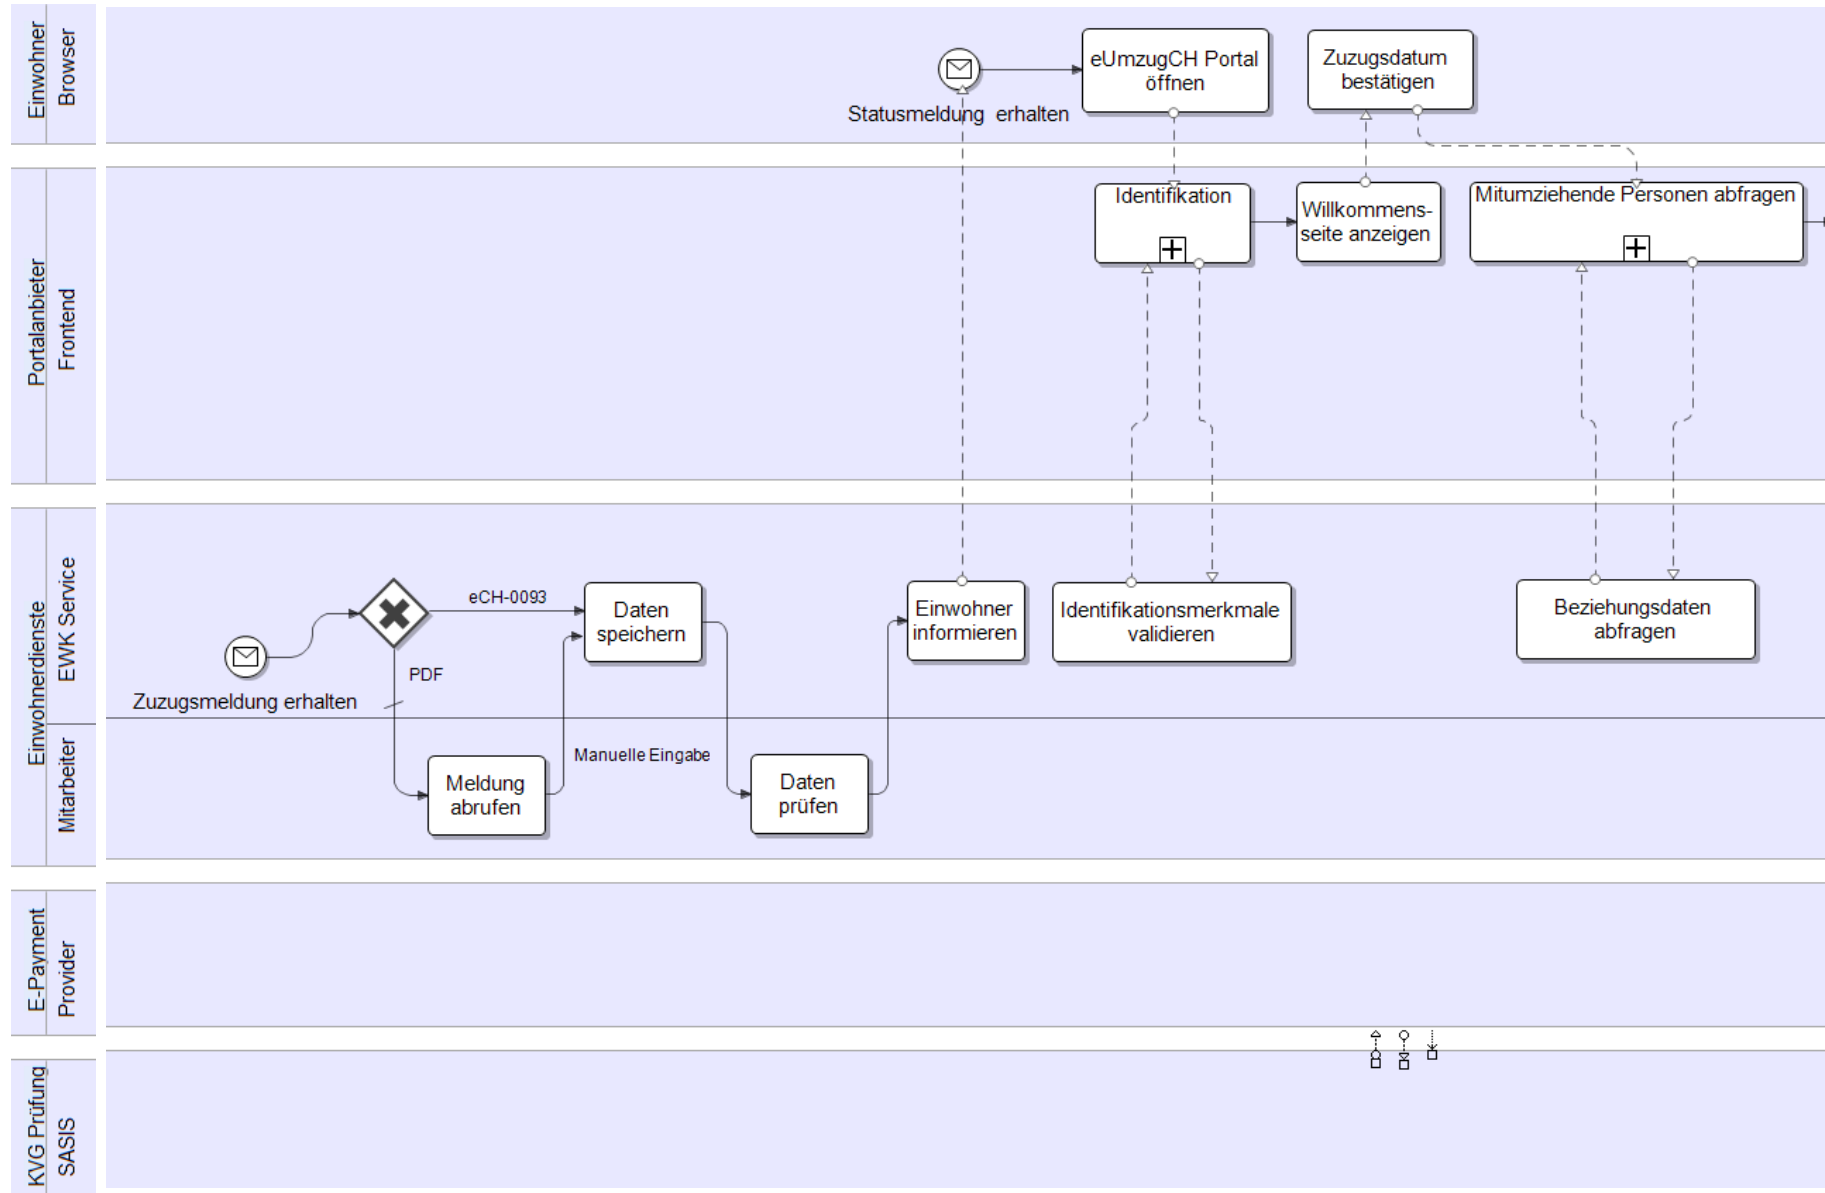 Einwohner
Browser
Statusmeldung erhalten
eUmzugCH Portal
öffnen
Zuzugsdatum
bestätigen
Portalanbieter
Frontend
Identifikation
Willkommens-
seite anzeigen
Mitumziehende Personen abfragen
Einwohnerdienste
EWK Service
Mitarbeiter
Zuzugsmeldung erhalten
eCH-0093
PDF
Daten
speichern
Einwohner
informieren
Identifikationsmerkmale
validieren
Beziehungsdaten
abfragen
Meldung
abrufen
Manuelle Eingabe
Daten
prüfen
E-Payment
Provider
KVG Prüfung
SASIS